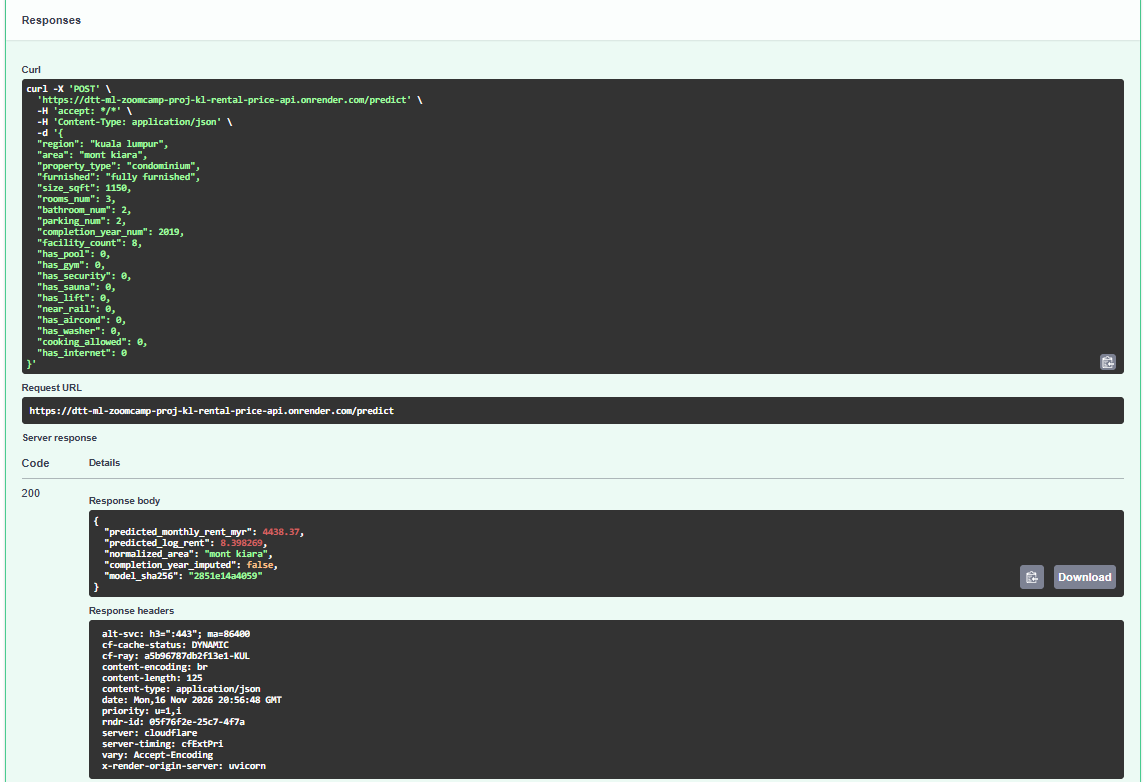 Responses
Curl
curl -X 'POST' \
  'https://dtt-ml-zoomcamp-proj-kl-rental-price-api.onrender.com/predict' \
  -H 'accept: */*' \
  -H 'Content-Type: application/json' \
  -d '{
  "region": "kuala lumpur",
  "area": "mont kiara",
  "property_type": "condominium",
  "furnished": "fully furnished",
  "size_sqft": 1150,
  "rooms_num": 3,
  "bathroom_num": 2,
  "parking_num": 2,
  "completion_year_num": 2019,
  "facility_count": 8,
  "has_pool": 0,
  "has_gym": 0,
  "has_security": 0,
  "has_sauna": 0,
  "has_lift": 0,
  "near_rail": 0,
  "has_aircond": 0,
  "has_washer": 0,
  "cooking_allowed": 0,
  "has_internet": 0
}'
Request URL
https://dtt-ml-zoomcamp-proj-kl-rental-price-api.onrender.com/predict
Server response
Code Details
200
Response body
{
  "predicted_monthly_rent_myr": 4438.37,
  "predicted_log_rent": 8.398269,
  "normalized_area": "mont kiara",
  "completion_year_imputed": false,
  "model_sha256": "2851e14a4059"
}
Download
Response headers
alt-svc: h3=":443"; ma=86400
cf-cache-status: DYNAMIC
cf-ray: a5b96787db2f13e1-KUL
content-encoding: br
content-length: 125
content-type: application/json
date: Mon,16 Nov 2026 20:56:48 GMT
priority: u=1,i
rndr-id: 05f76f2e-25c7-4f7a
server: cloudflare
server-timing: cfExtPri
vary: Accept-Encoding
x-render-origin-server: uvicorn